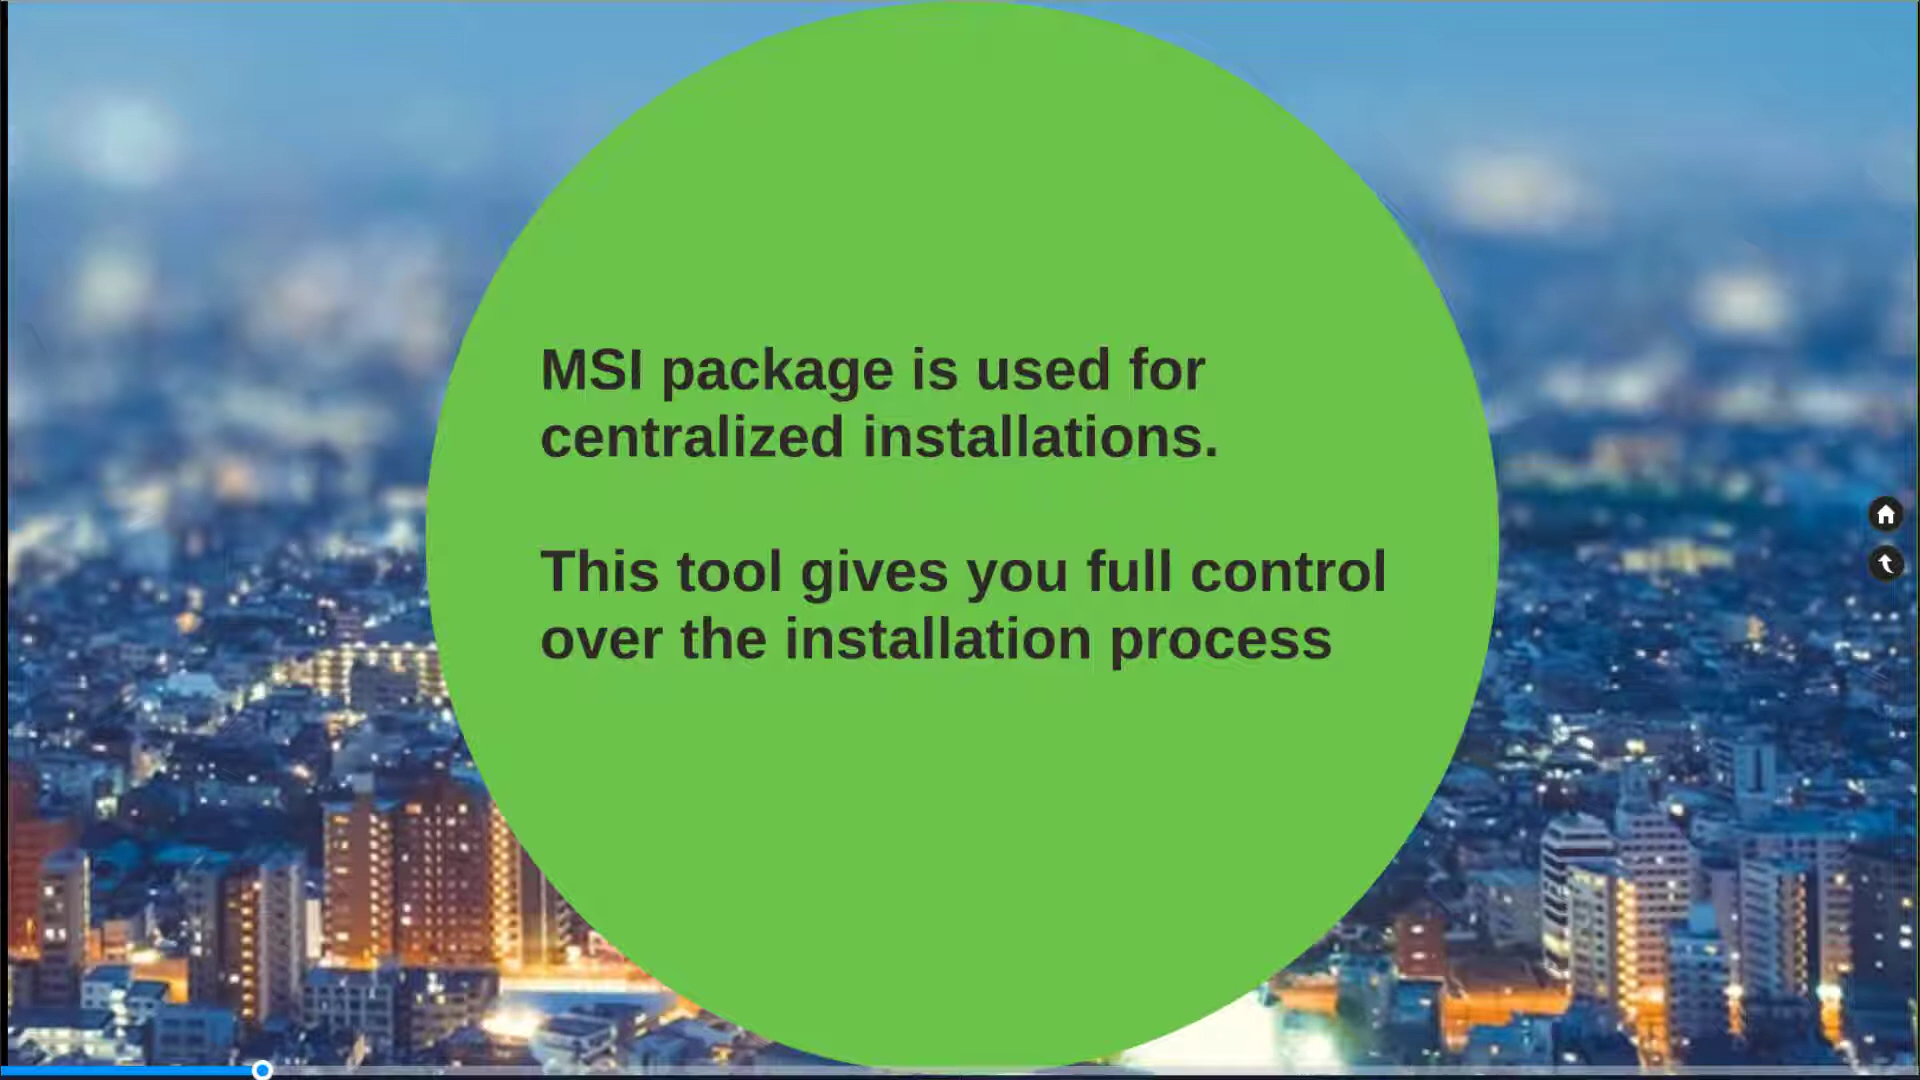 MSI package is used for
centralized installations.
This tool gives you full control
over the installation process